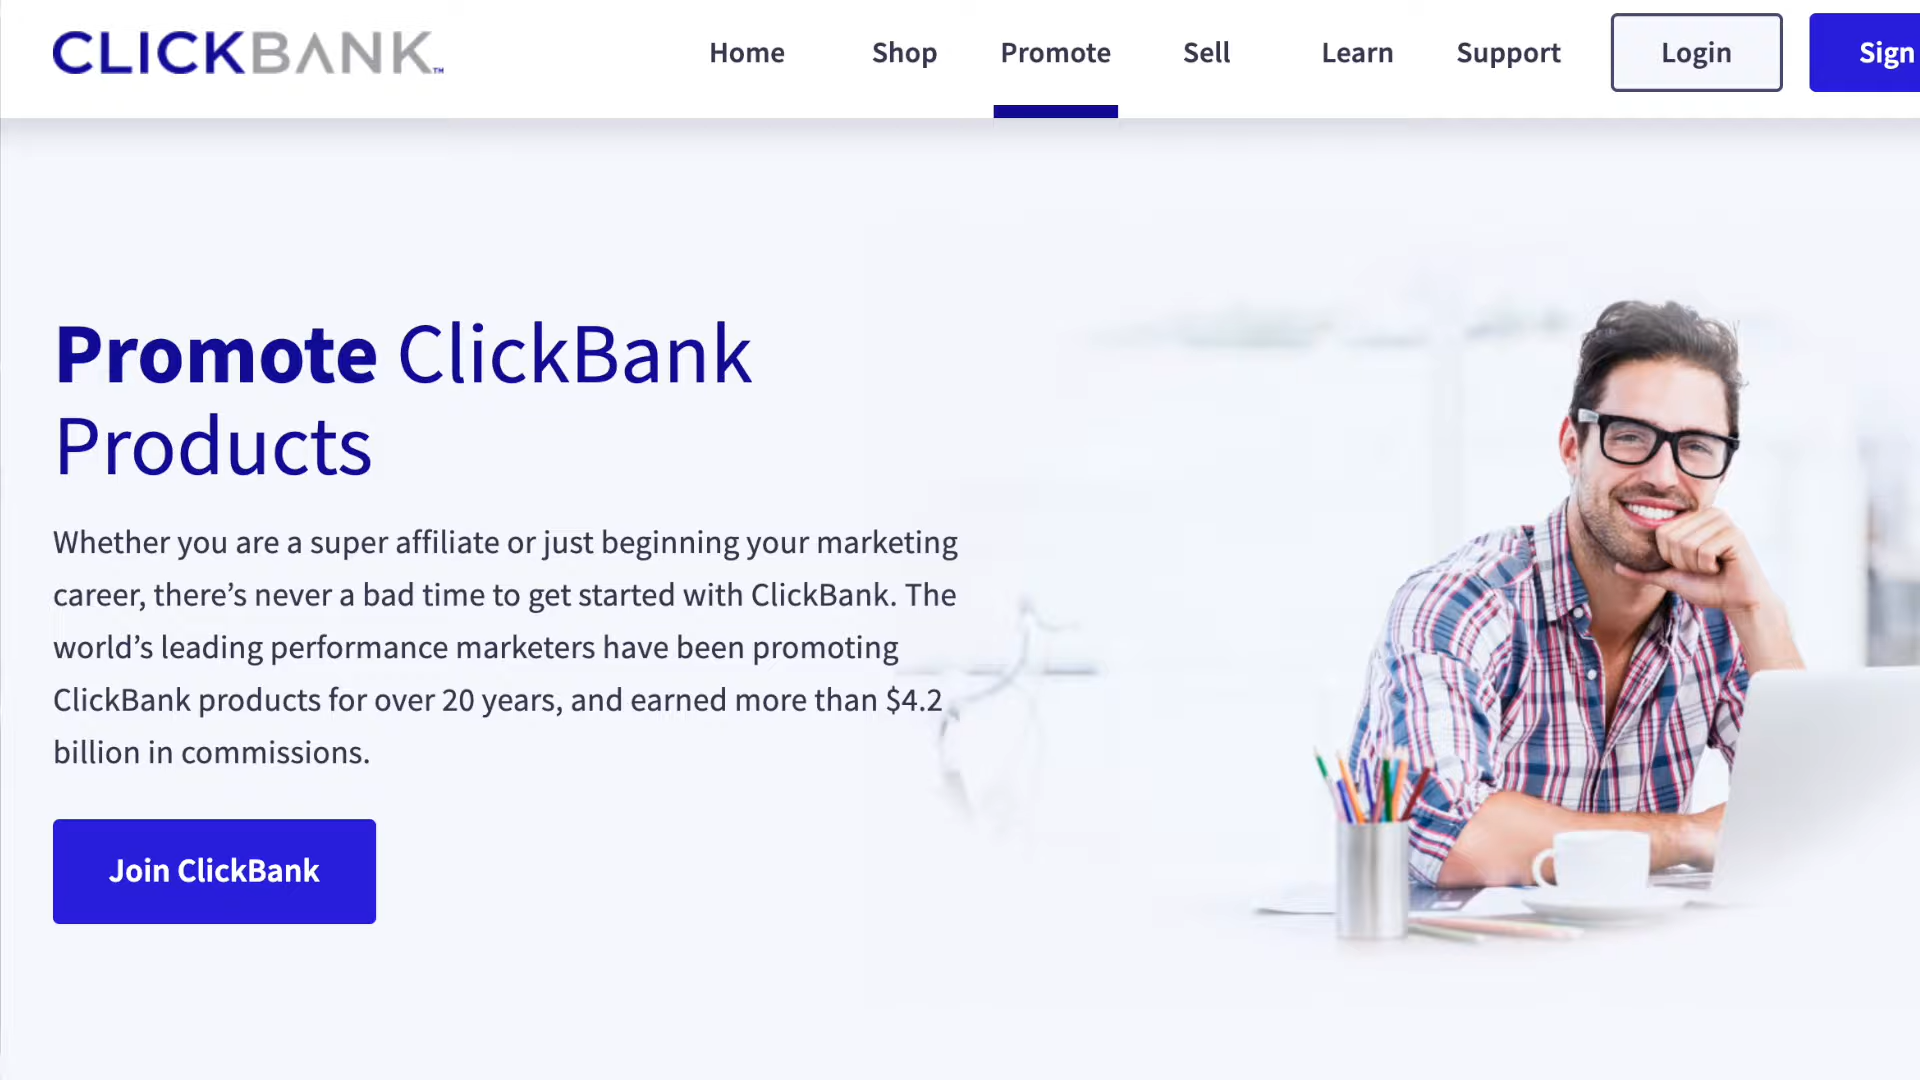 CLICKBANK™
Home Shop Promote Sell Learn Support Login Sign
Promote ClickBank
Products
Whether you are a super affiliate or just beginning your marketing
career, there’s never a bad time to get started with ClickBank. The
world’s leading performance marketers have been promoting
ClickBank products for over 20 years, and earned more than $4.2
billion in commissions.
Join ClickBank